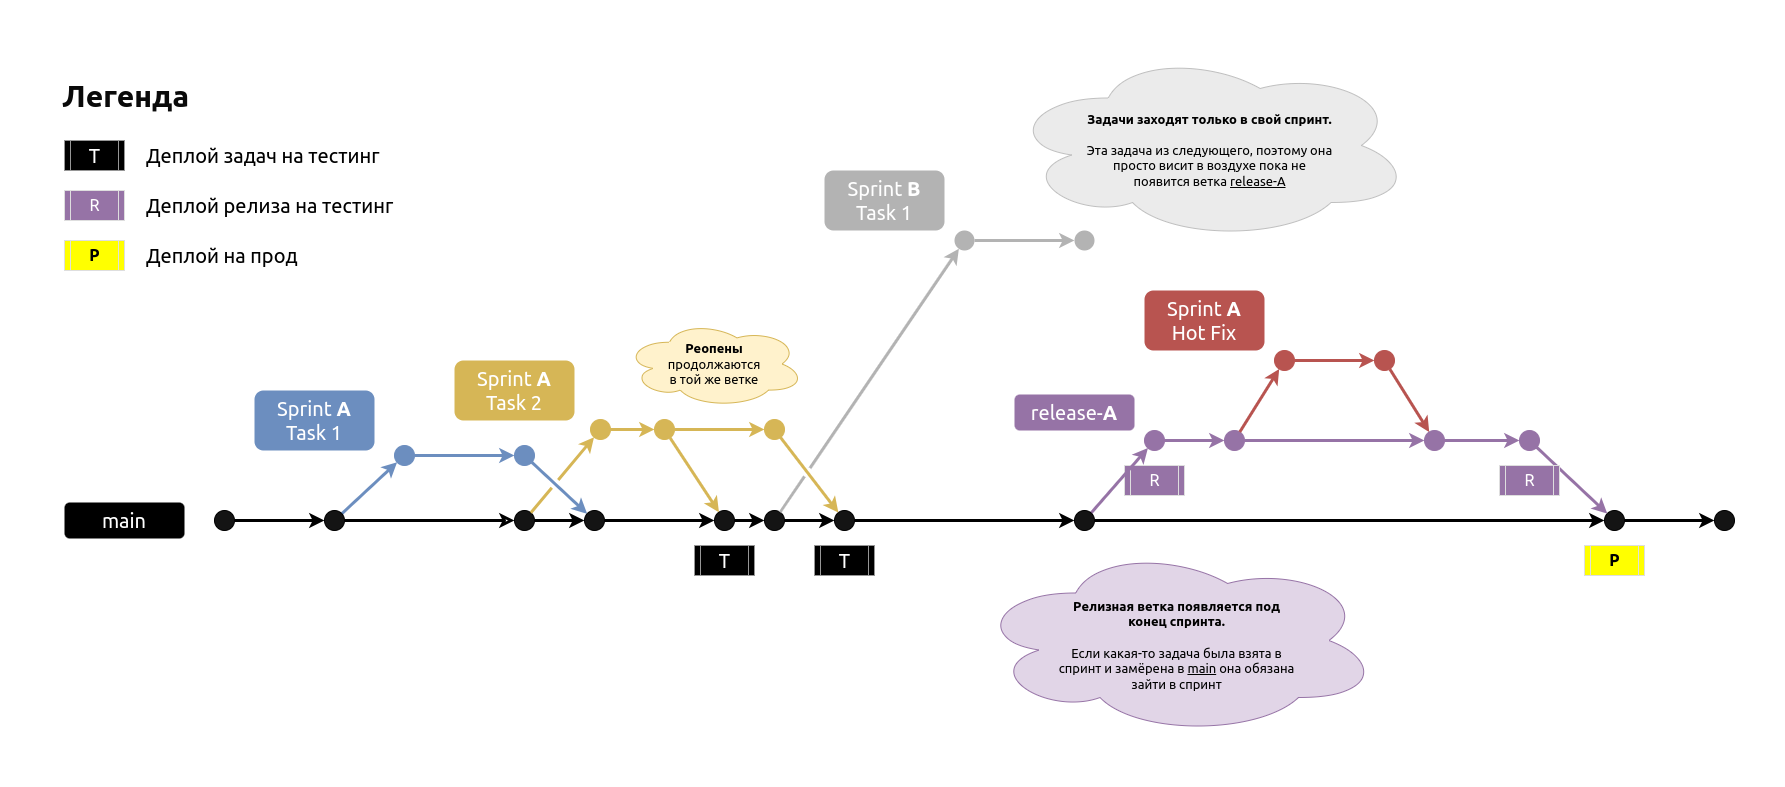 Легенда
T
Деплой задач на тестинг
R
Деплой релиза на тестинг
P
Деплой на прод
Задачи заходят только в свой спринт.
Эта задача из следующего, поэтому она
просто висит в воздухе пока не
появится ветка release-A
Sprint B
Task 1
Sprint A
Hot Fix
Реопены
продолжаются
в той же ветке
Sprint A
Task 2
Sprint A
Task 1
release-A
R
R
main
T
T
P
Релизная ветка появляется под
конец спринта.
Если какая-то задача была взята в
спринт и замёрена в main она обязана
зайти в спринт